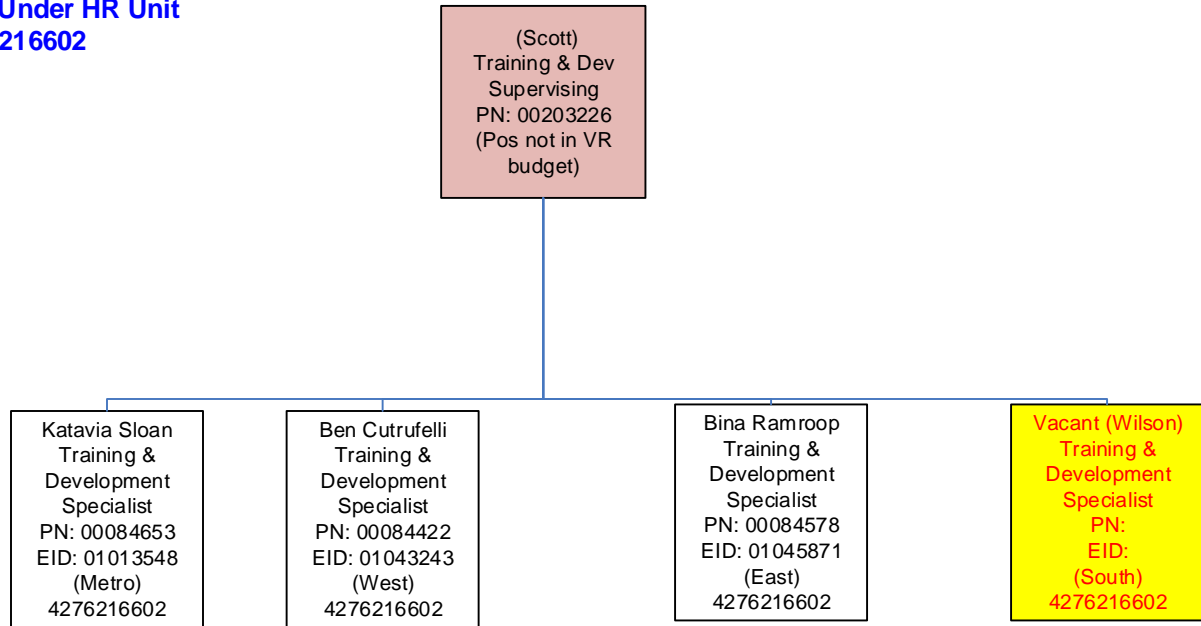 Under HR Unit
216602
(Scott)
Training & Dev
Supervising
PN: 00203226
(Pos not in VR
budget)
Katavia Sloan
Training &
Development
Specialist
PN: 00084653
EID: 01013548
(Metro)
4276216602
Ben Cutrufelli
Training &
Development
Specialist
PN: 00084422
EID: 01043243
(West)
4276216602
Bina Ramroop
Training &
Development
Specialist
PN: 00084578
EID: 01045871
(East)
4276216602
Vacant (Wilson)
Training &
Development
Specialist
PN:
EID:
(South)
4276216602